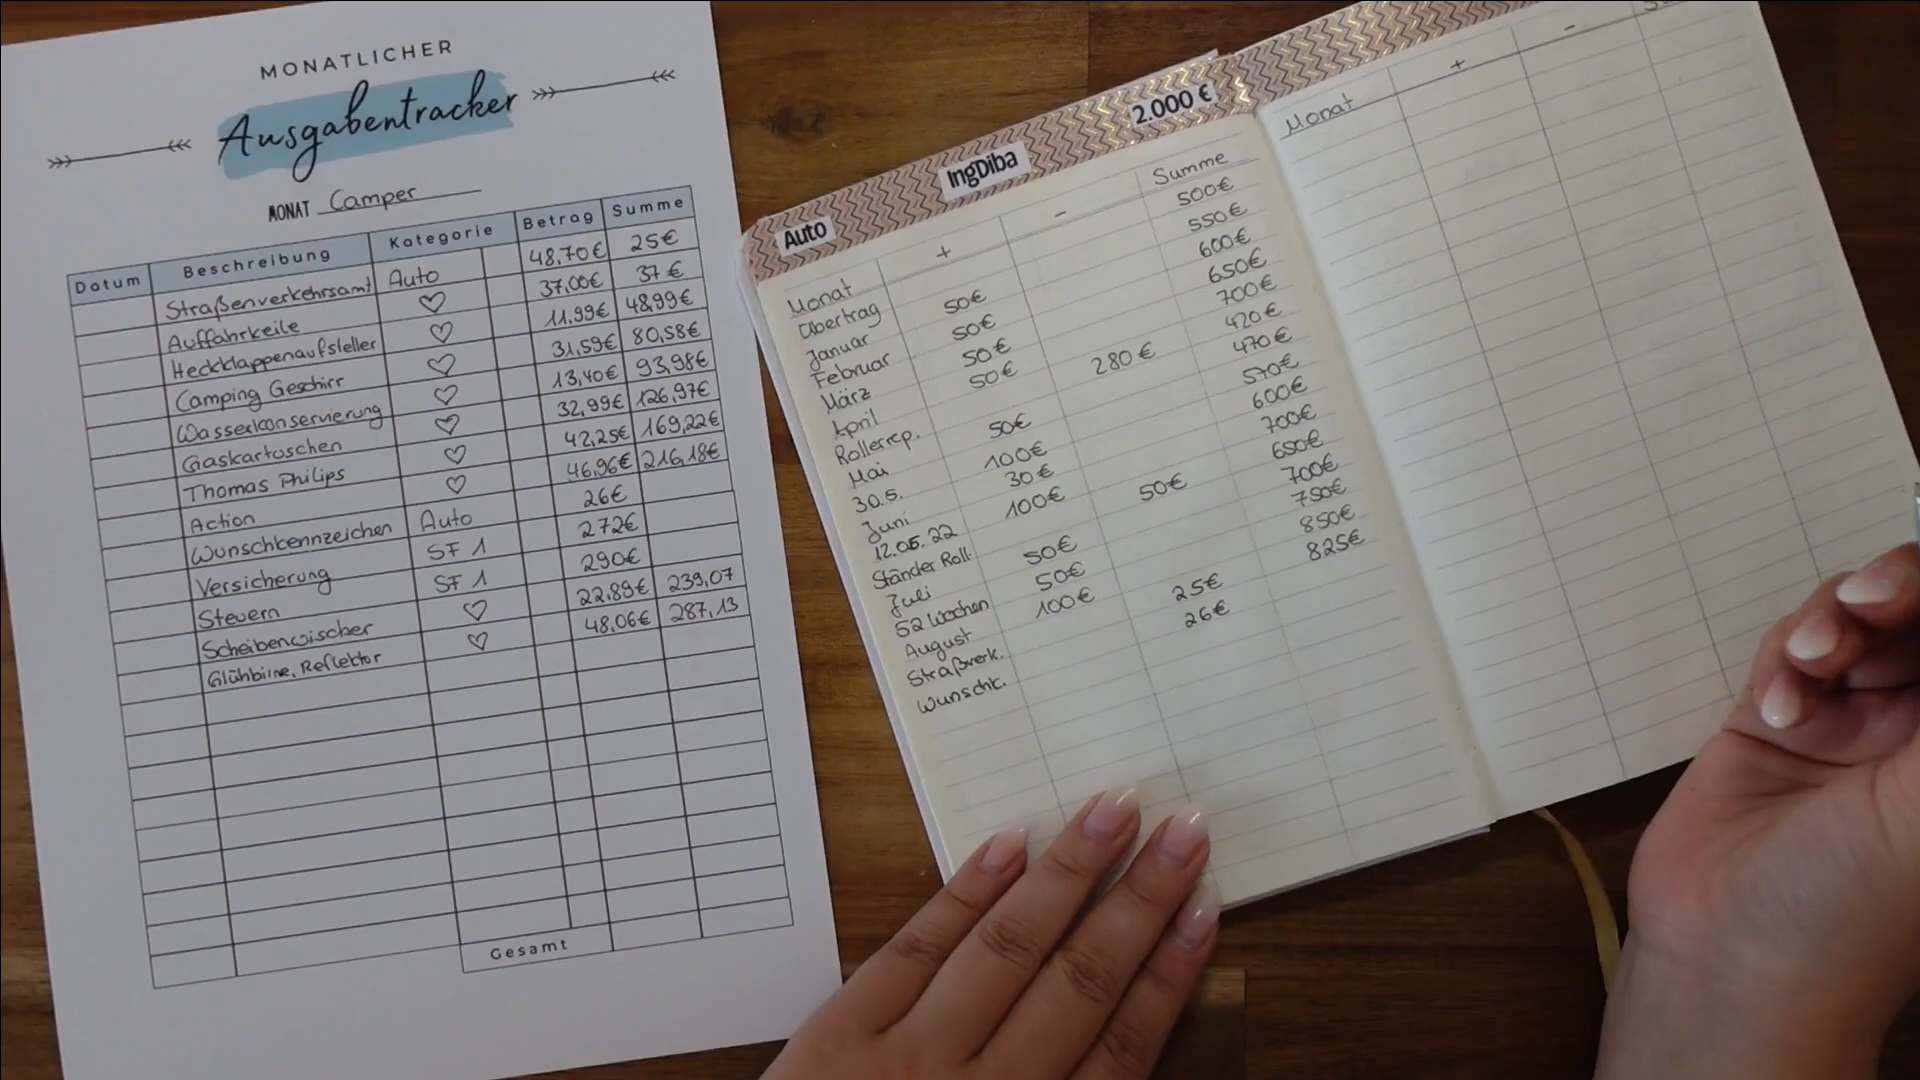 MONATLICHER
Ausgabentracker
MONAT Camper
Datum Beschreibung Kategorie Betrag Summe
Straßenverkehrsamt Auto 48,70€ 25€
Auffahrkeile ♡ 37,00€ 37€
Heckklappenaufsteller ♡ 11,99€ 48,99€
Camping Geschirr ♡ 31,59€ 80,58€
Wasserkonservierung ♡ 13,40€ 93,98€
Gaskartuschen ♡ 32,99€ 126,97€
Thomas Philips ♡ 42,25€ 169,22€
Action ♡ 46,96€ 216,18€
Wunschkennzeichen Auto 26€
Versicherung SF 1 272€
Steuern SF 1 290€
Scheibenwischer ♡ 22,89€ 239,07
Glühbirne, Reflektor ♡ 48,06€ 287,13
Gesamt
Auto IngDiba 2.000 €
Monat + - Summe
Übertrag 500€
Januar 50€ 550€
Februar 50€ 600€
März 50€ 650€
April 50€ 700€
Rollerrep. 280€ 420€
Mai 50€ 470€
30.5. 100€ 570€
Juni 30€ 600€
12.05.22 100€ 700€
Ständer Roll. 50€ 650€
Juli 50€ 700€
52 Wochen 50€ 750€
August 100€ 850€
Straßverk. 25€ 825€
Wunschk. 26€
Monat + -